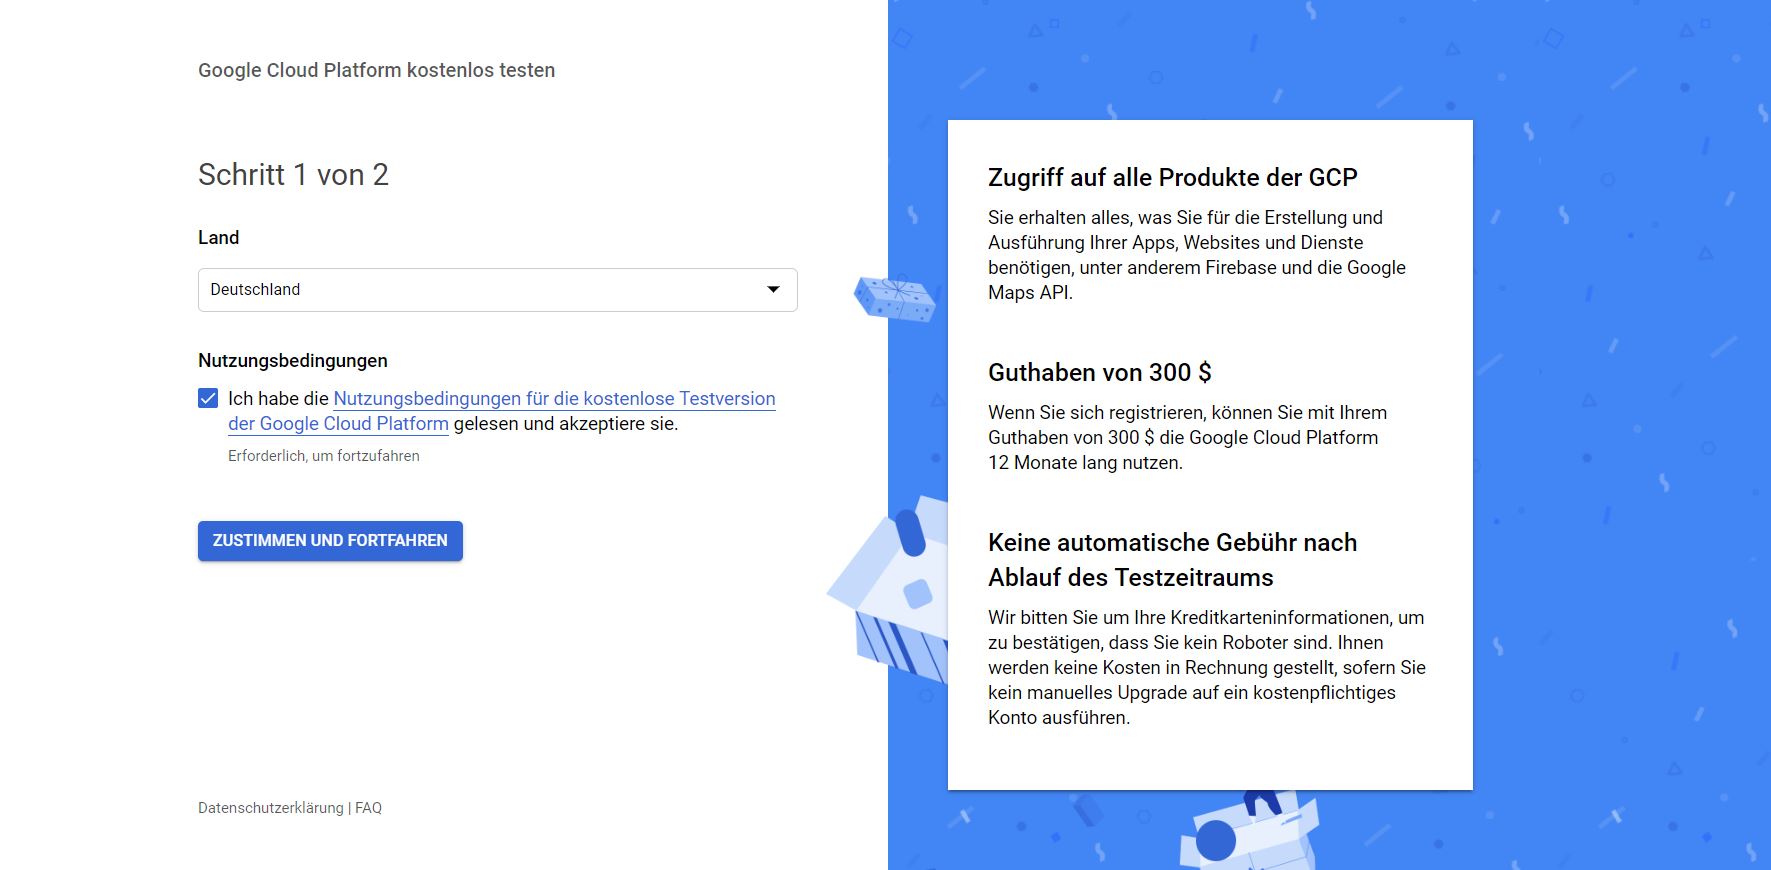 Google Cloud Platform kostenlos testen
Schritt 1 von 2
Land
Deutschland
Nutzungsbedingungen
Ich habe die Nutzungsbedingungen für die kostenlose Testversion
der Google Cloud Platform gelesen und akzeptiere sie.
Erforderlich, um fortzufahren
ZUSTIMMEN UND FORTFAHREN
Datenschutzerklärung | FAQ
Zugriff auf alle Produkte der GCP
Sie erhalten alles, was Sie für die Erstellung und
Ausführung Ihrer Apps, Websites und Dienste
benötigen, unter anderem Firebase und die Google
Maps API.
Guthaben von 300 $
Wenn Sie sich registrieren, können Sie mit Ihrem
Guthaben von 300 $ die Google Cloud Platform
12 Monate lang nutzen.
Keine automatische Gebühr nach
Ablauf des Testzeitraums
Wir bitten Sie um Ihre Kreditkarteninformationen, um
zu bestätigen, dass Sie kein Roboter sind. Ihnen
werden keine Kosten in Rechnung gestellt, sofern Sie
kein manuelles Upgrade auf ein kostenpflichtiges
Konto ausführen.